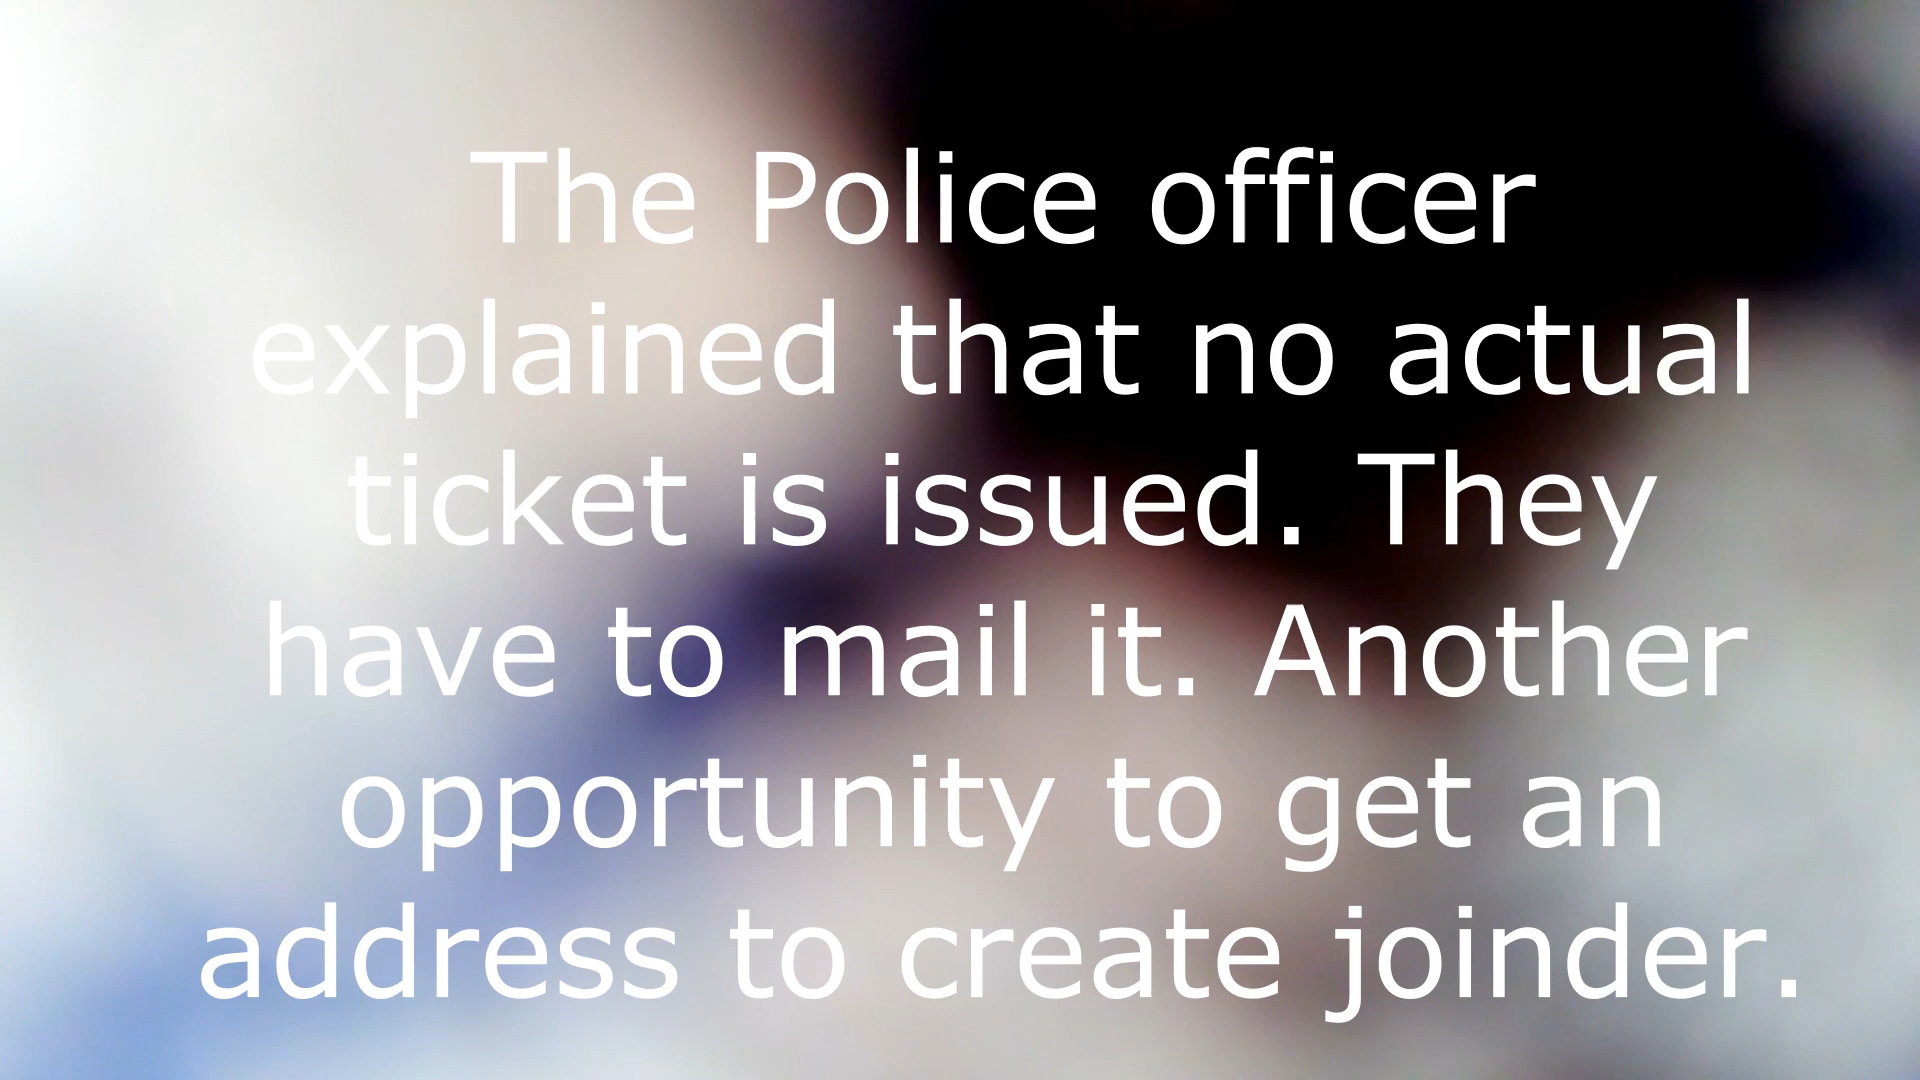 The Police officer
explained that no actual
ticket is issued. They
have to mail it. Another
opportunity to get an
address to create joinder.